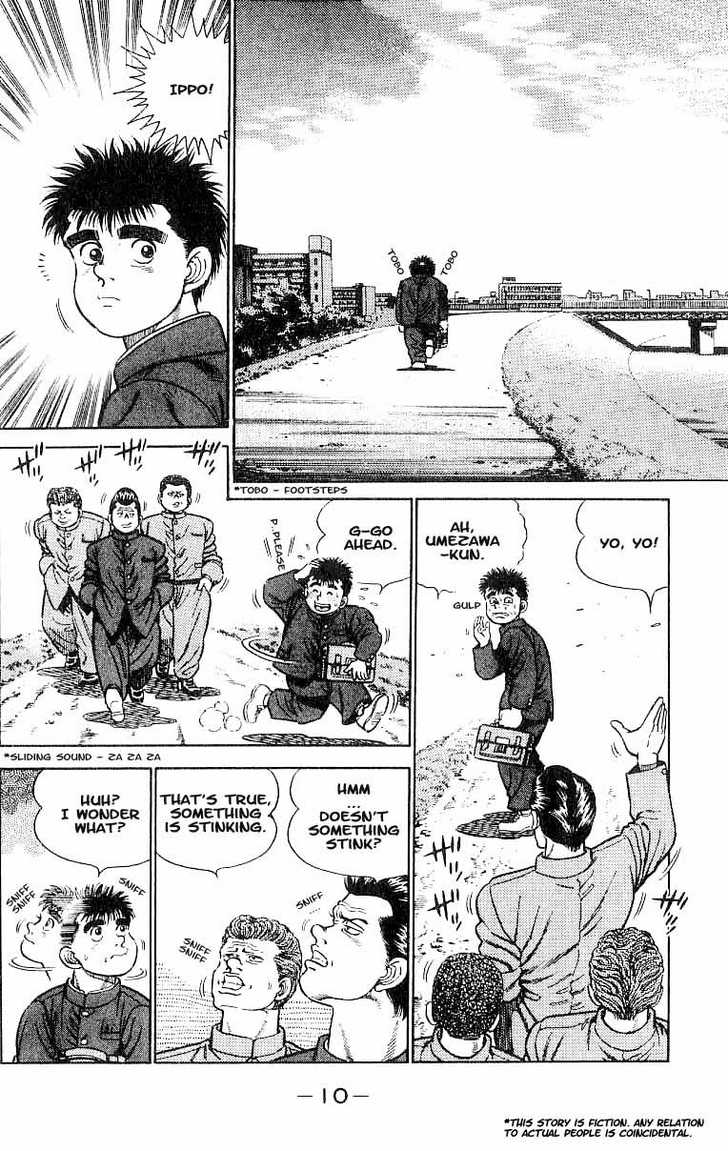 TOBO
TOBO
*TOBO - FOOTSTEPS
IPPO!
YO, YO!
AH,
UMEZAWA
-KUN.
GULP
G-GO
AHEAD.
P..PLEASE
*SLIDING SOUND - ZA ZA ZA
HMM
...
DOESN'T
SOMETHING
STINK?
SNIFF
THAT'S TRUE,
SOMETHING
IS STINKING.
SNIFF
SNIFF
HUH?
I WONDER
WHAT?
SNIFF
SNIFF
SNIFF
-10-
*THIS STORY IS FICTION. ANY RELATION
TO ACTUAL PEOPLE IS COINCIDENTAL.